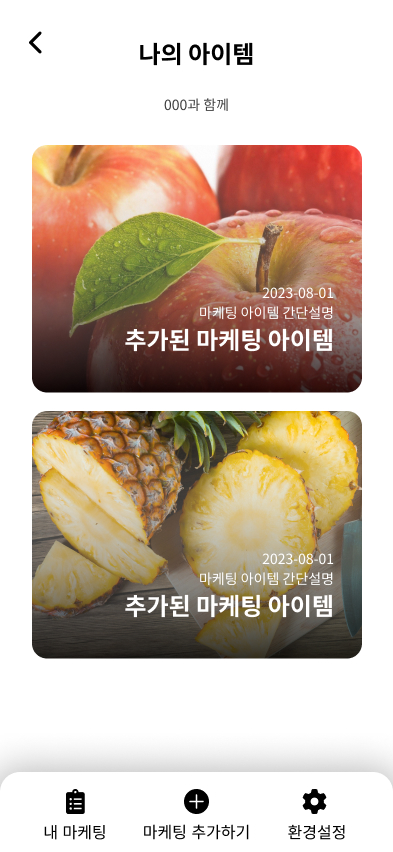 나의 아이템
000과 함께
2023-08-01
마케팅 아이템 간단설명
추가된 마케팅 아이템
2023-08-01
마케팅 아이템 간단설명
추가된 마케팅 아이템
내 마케팅
마케팅 추가하기
환경설정